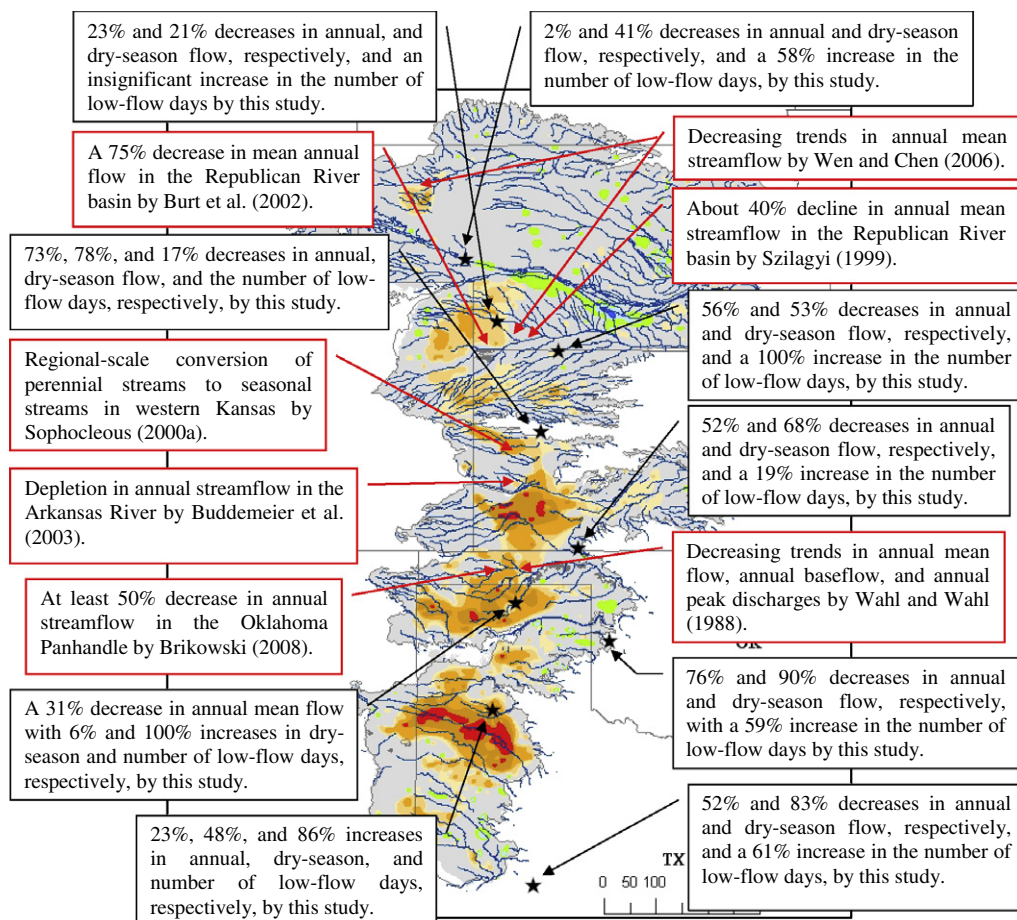 23% and 21% decreases in annual, and
dry-season flow, respectively, and an
insignificant increase in the number of
low-flow days by this study.
2% and 41% decreases in annual and dry-season
flow, respectively, and a 58% increase in the
number of low-flow days, by this study.
A 75% decrease in mean annual
flow in the Republican River
basin by Burt et al. (2002).
Decreasing trends in annual mean
streamflow by Wen and Chen (2006).
About 40% decline in annual mean
streamflow in the Republican River
basin by Szilagyi (1999).
73%, 78%, and 17% decreases in annual,
dry-season flow, and the number of low-
flow days, respectively, by this study.
56% and 53% decreases in annual
and dry-season flow, respectively,
and a 100% increase in the number
of low-flow days, by this study.
Regional-scale conversion of
perennial streams to seasonal
streams in western Kansas by
Sophocleous (2000a).
52% and 68% decreases in annual
and dry-season flow, respectively,
and a 19% increase in the number
of low-flow days, by this study.
Depletion in annual streamflow in the
Arkansas River by Buddemeier et al.
(2003).
Decreasing trends in annual mean
flow, annual baseflow, and annual
peak discharges by Wahl and Wahl
(1988).
At least 50% decrease in annual
streamflow in the Oklahoma
Panhandle by Brikowski (2008).
OK
76% and 90% decreases in annual
and dry-season flow, respectively,
with a 59% increase in the number of
low-flow days by this study.
A 31% decrease in annual mean flow
with 6% and 100% increases in dry-
season and number of low-flow days,
respectively, by this study.
52% and 83% decreases in annual
and dry-season flow, respectively,
and a 61% increase in the number of
low-flow days, by this study.
23%, 48%, and 86% increases
in annual, dry-season, and
number of low-flow days,
respectively, by this study.
TX
0 50 100